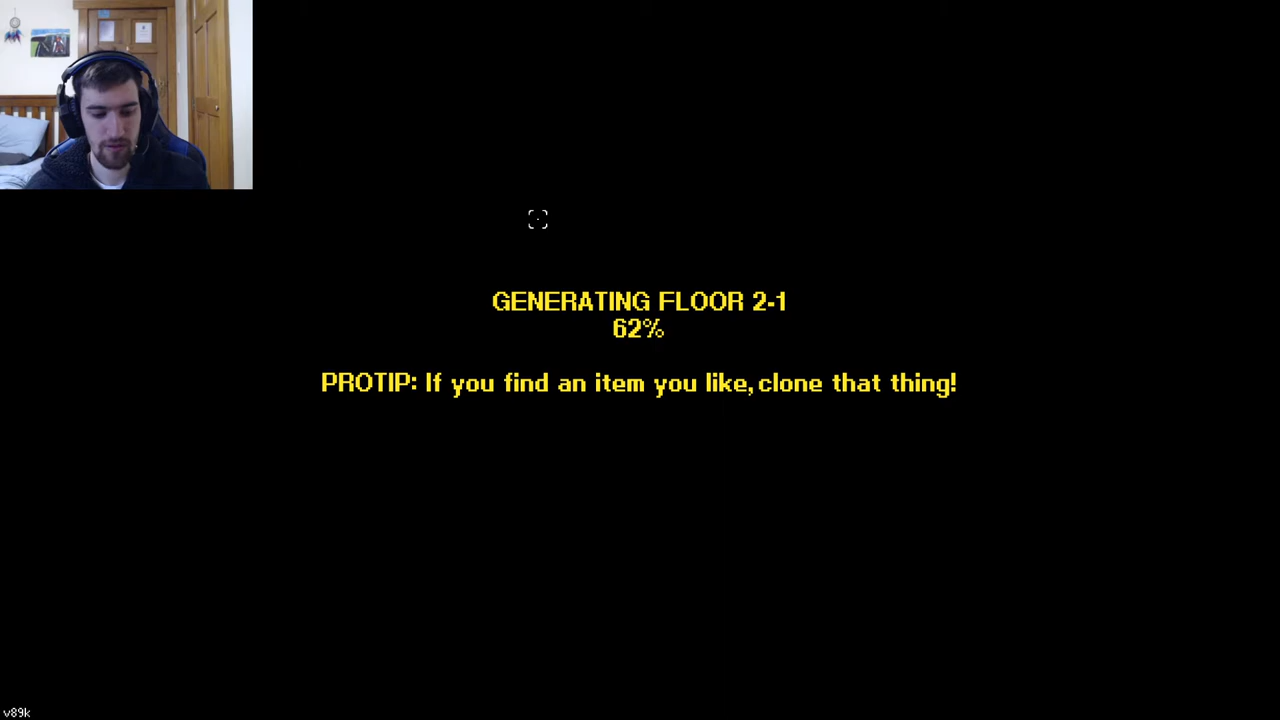 GENERATING FLOOR 2-1
62%
PROTIP: If you find an item you like, clone that thing!
v89k